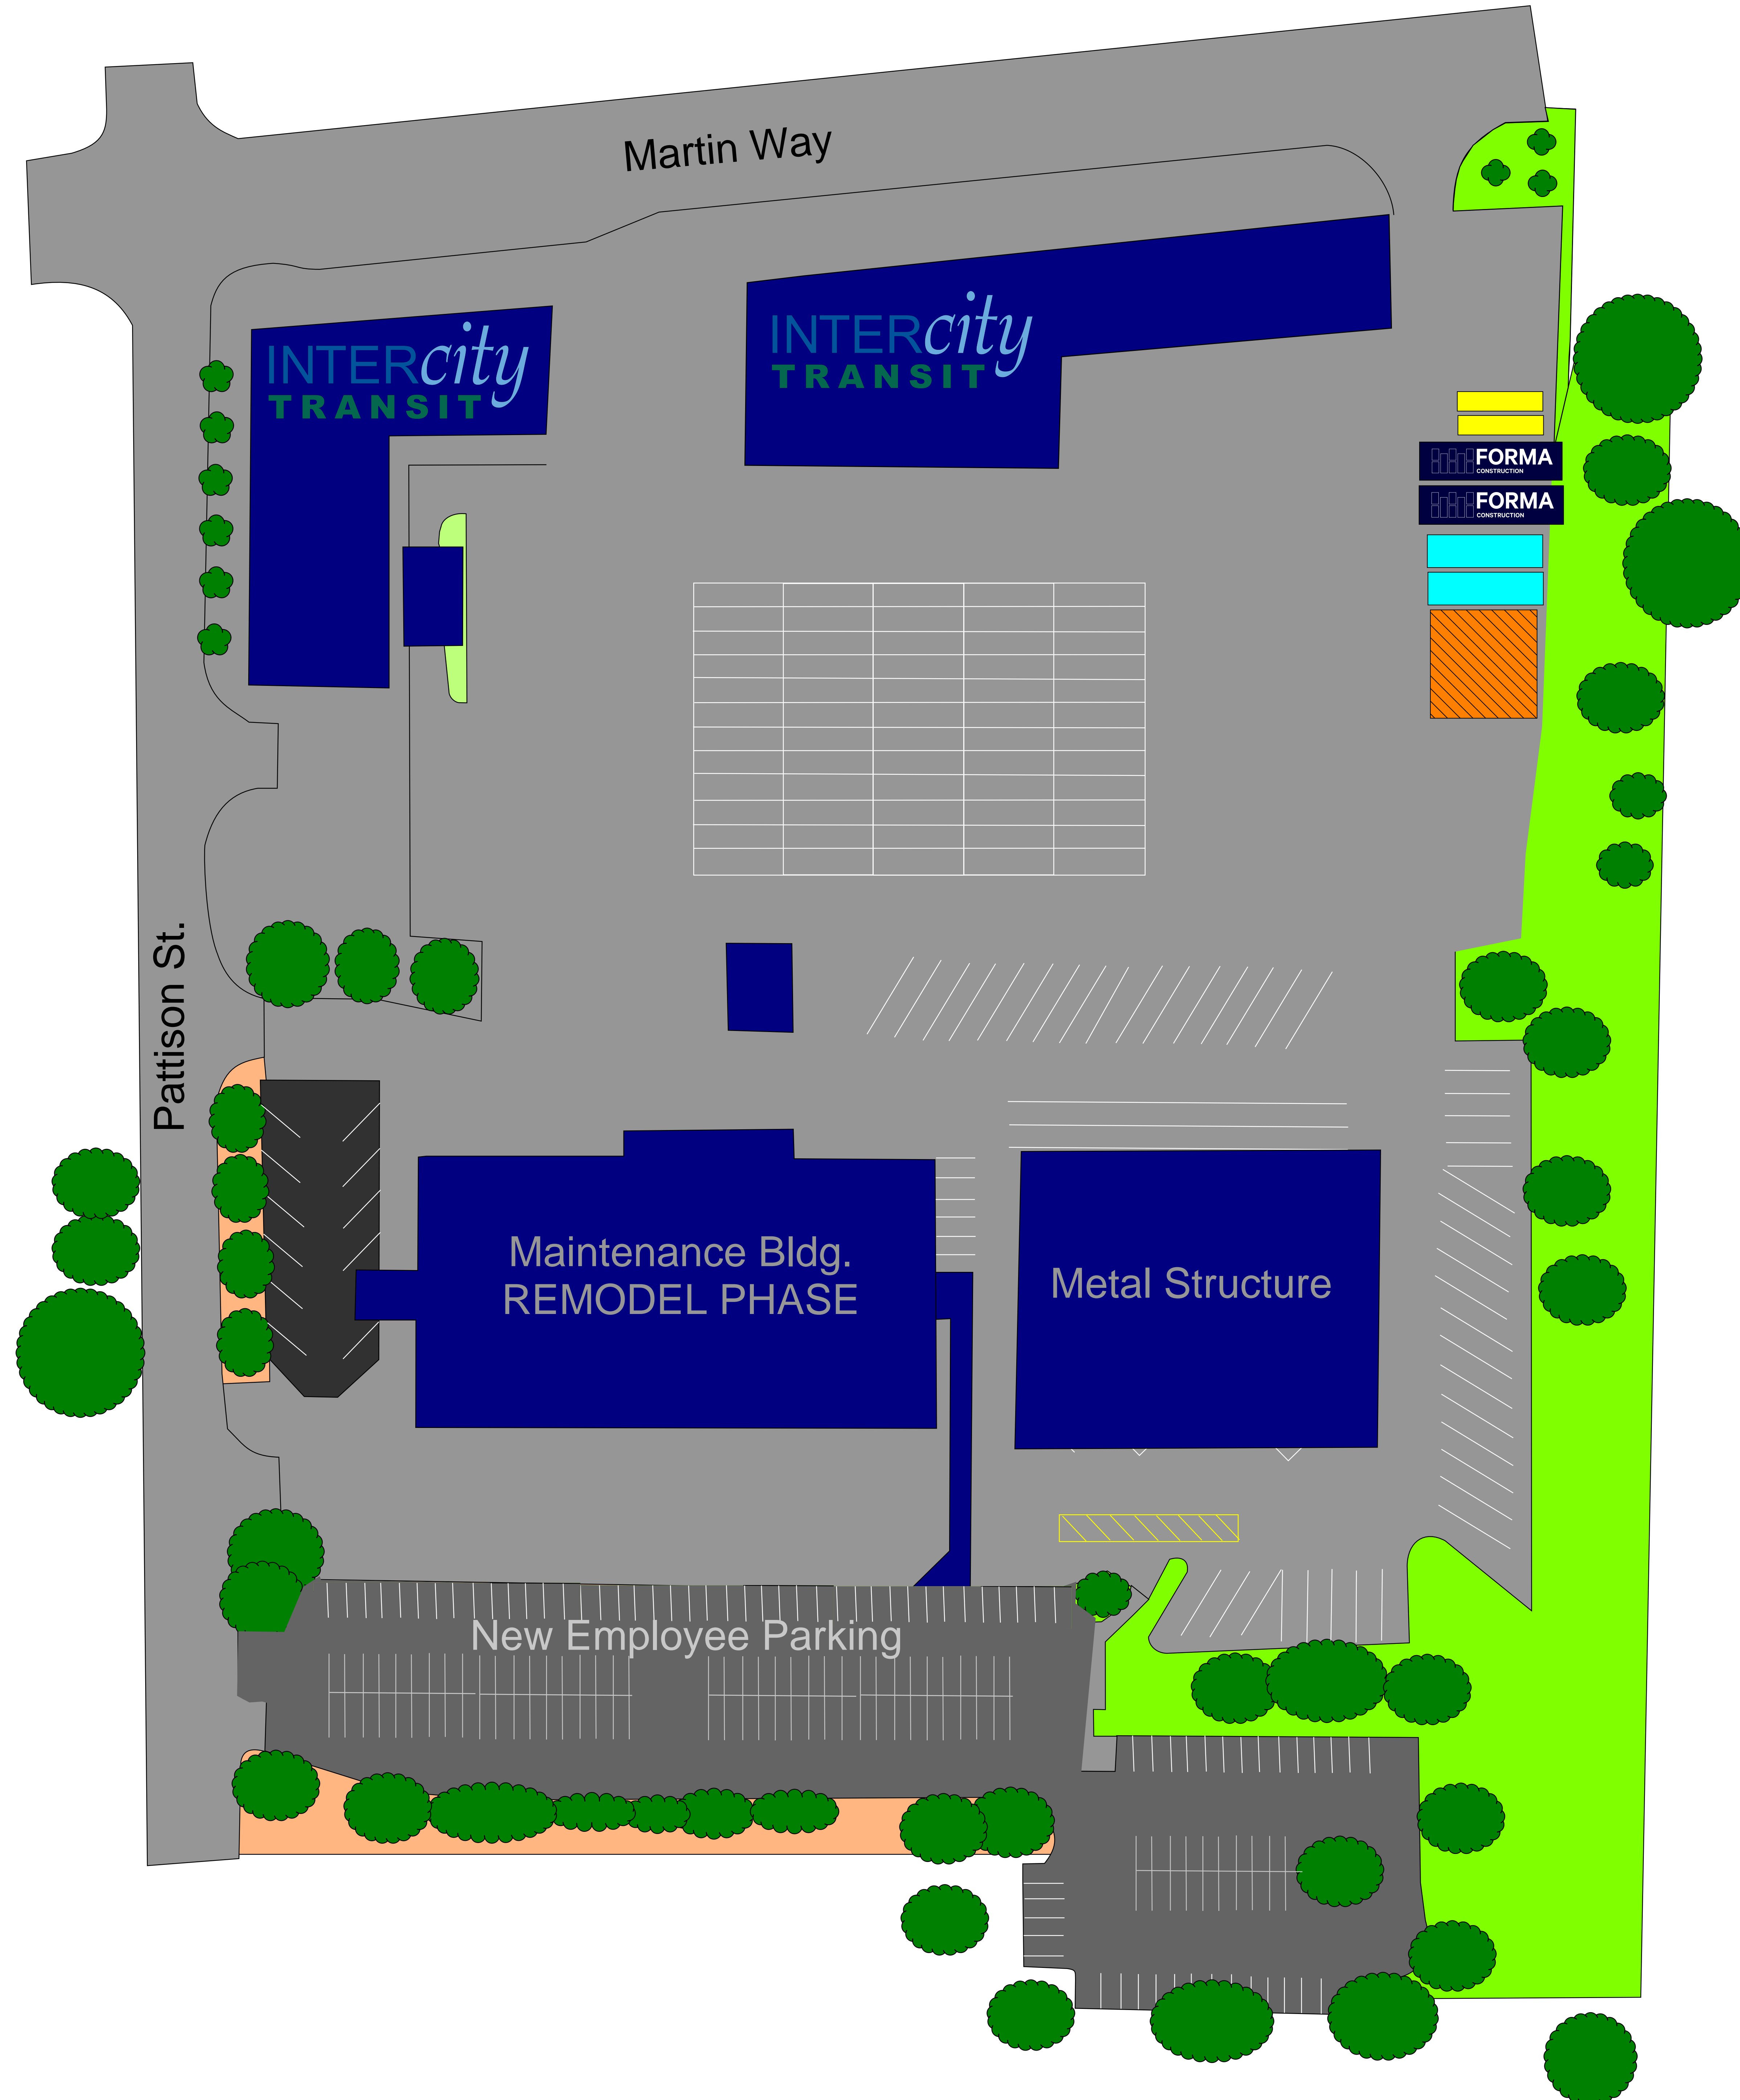 Martin Way
INTERcity
TRANSIT
INTERcity
TRANSIT
FORMA
CONSTRUCTION
FORMA
CONSTRUCTION
Pattison St.
Maintenance Bldg.
REMODEL PHASE
Metal Structure
New Employee Parking